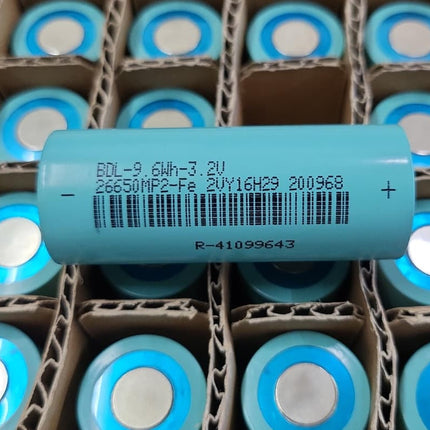 BDL-9.6Wh-3.2V
- 26650MP2-Fe 2VY16H29 200968 +
R-41099643